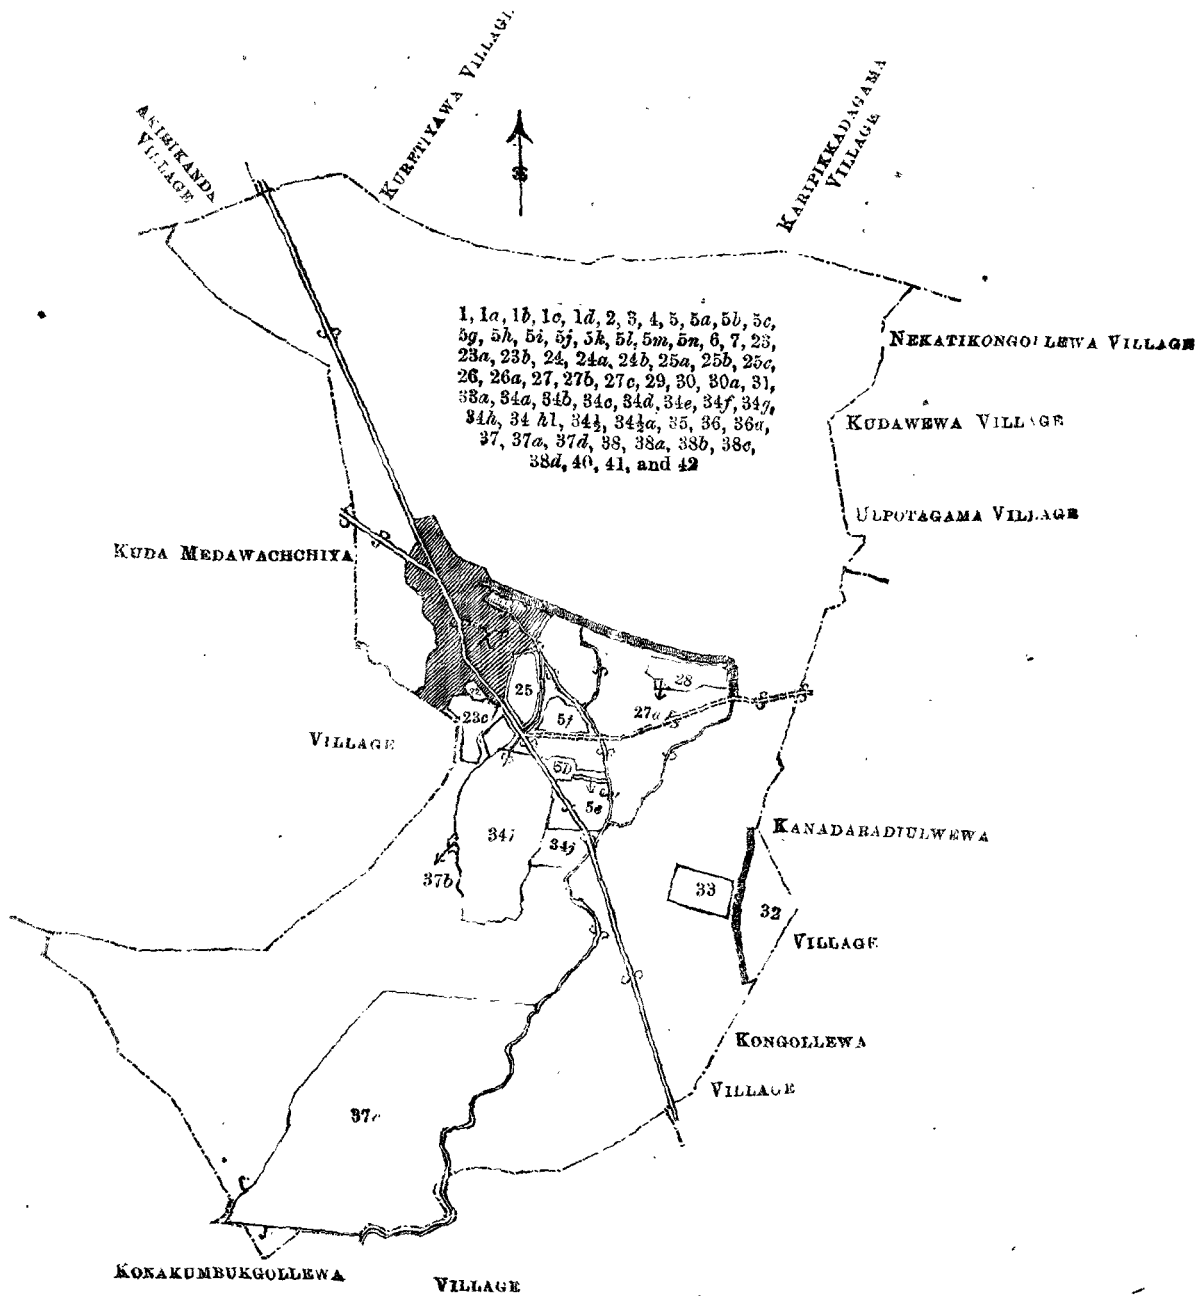 KURETIYAWA VILLAGE
KARIPIKKADAGAMA
VILLAGE
AKIRIKANDA
VILLAGE
1, 1a, 1b, 1c, 1d, 2, 3, 4, 5, 5a, 5b, 5c,
5g, 5h, 5i, 5j, 5k, 5l, 5m, 5n, 6, 7, 23,
23a, 23b, 24, 24a, 24b, 25a, 25b, 25c,
26, 26a, 27, 27b, 27c, 29, 30, 30a, 31,
33a, 34a, 34b, 34c, 34d, 34e, 34f, 34g,
34h, 34 h1, 34½, 34½a, 35, 36, 36a,
37, 37a, 37d, 38, 38a, 38b, 38c,
38d, 40, 41, and 42
NEKATIKONGOLLEWA VILLAGE
KUDAWEWA VILLAGE
ULPOTAGAMA VILLAGE
KUDA MEDAWACHCHIYA
25
28
23c
5f
27a
VILLAGE
5D
5e
34i
34j
KANADARADIULWEWA
37b
33
32
VILLAGE
KONGOLLEWA
VILLAGE
37c
KONAKUMBUKGOLLEWA
VILLAGE